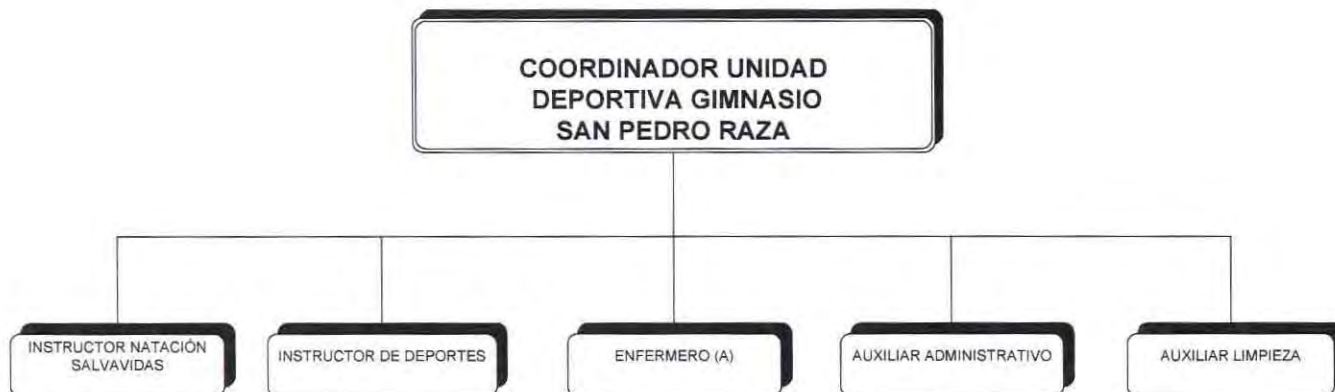 COORDINADOR UNIDAD
DEPORTIVA GIMNASIO
SAN PEDRO RAZA
INSTRUCTOR NATACIÓN
SALVAVIDAS
INSTRUCTOR DE DEPORTES
ENFERMERO (A)
AUXILIAR ADMINISTRATIVO
AUXILIAR LIMPIEZA